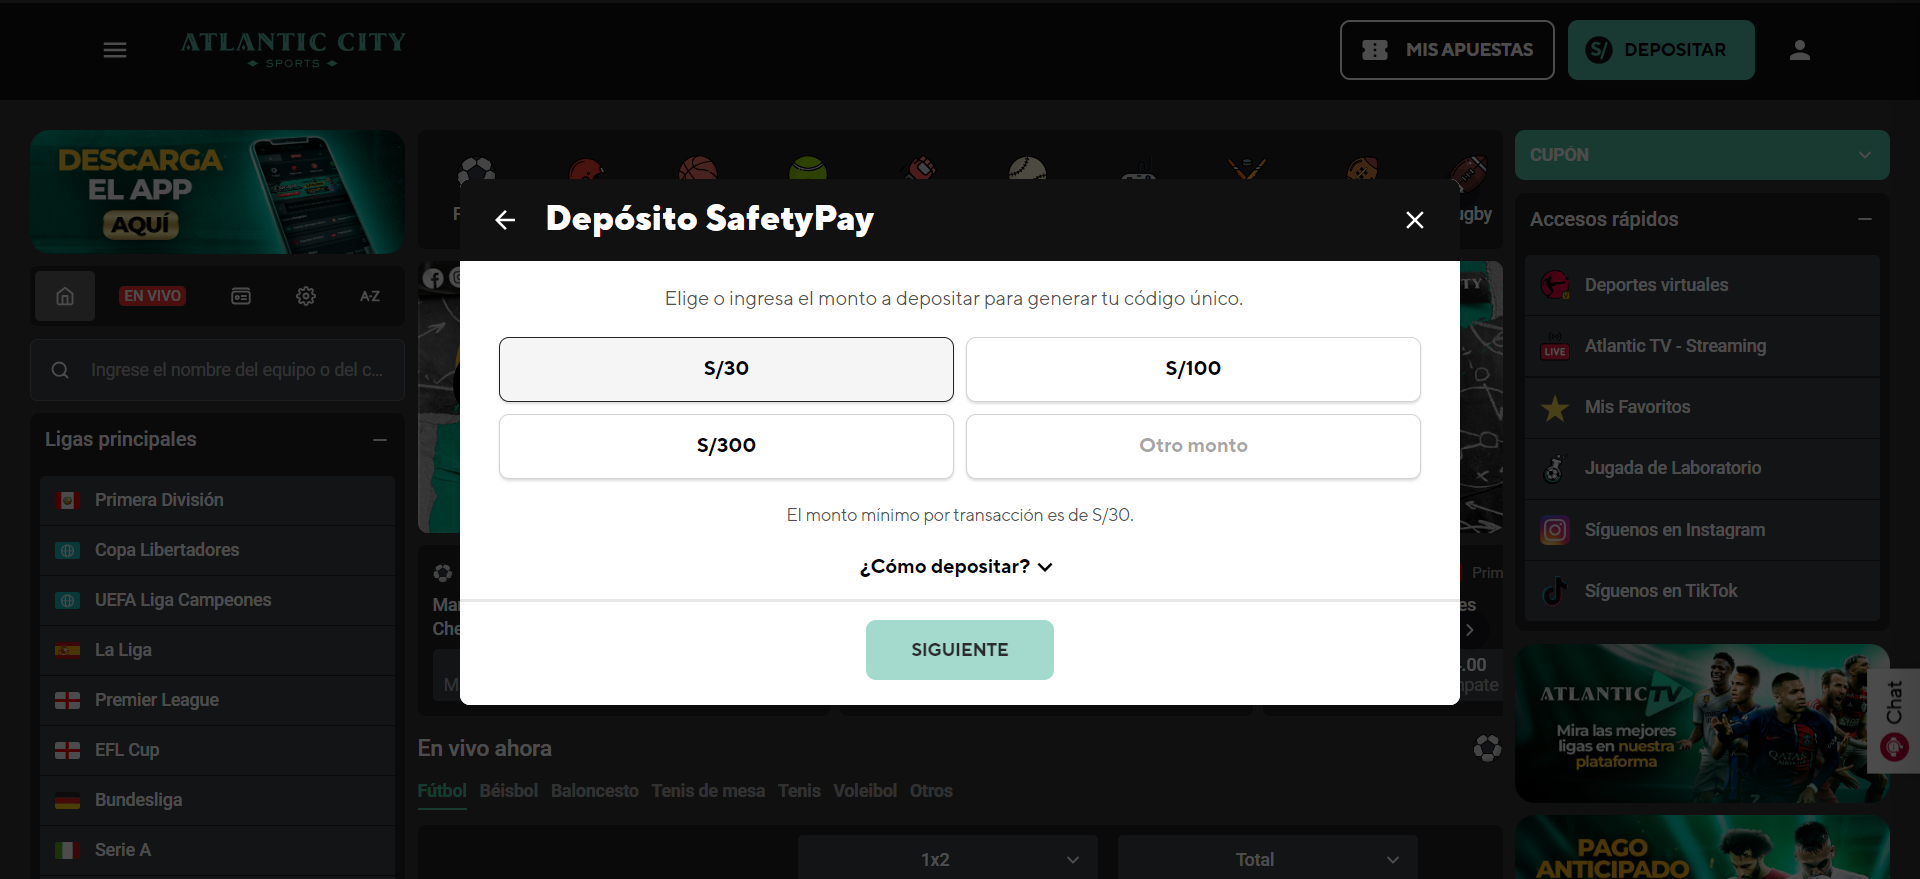 ATLANTIC CITY
SPORTS
MIS APUESTAS
S/ DEPOSITAR
DESCARGA
EL APP
AQUÍ
EN VIVO
A-Z
Ingrese el nombre del equipo o del c...
Ligas principales
Primera División
Copa Libertadores
UEFA Liga Campeones
La Liga
Premier League
EFL Cup
Bundesliga
Serie A
Depósito SafetyPay
Elige o ingresa el monto a depositar para generar tu código único.
S/30
S/100
S/300
Otro monto
El monto mínimo por transacción es de S/30.
¿Cómo depositar?
SIGUIENTE
En vivo ahora
Fútbol Béisbol Baloncesto Tenis de mesa Tenis Voleibol Otros
1x2
Total
CUPÓN
Accesos rápidos
Deportes virtuales
LIVE
Atlantic TV - Streaming
Mis Favoritos
Jugada de Laboratorio
Síguenos en Instagram
Síguenos en TikTok
ATLANTIC TV
Mira las mejores
ligas en nuestra
plataforma
Chat
PAGO
ANTICIPADO